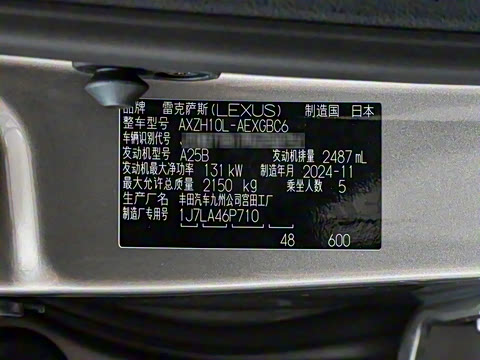 品牌 雷克萨斯(LEXUS) 制造国 日本
整车型号 AXZH10L-AEXGBC6
车辆识别代号
发动机型号 A25B 发动机排量 2487 mL
发动机最大净功率 131 kW 制造年月 2024-11
最大允许总质量 2150 kg 乘坐人数 5
生产厂名 丰田汽车九州公司宫田工厂
制造厂专用号 1J7LA46P710
48 600